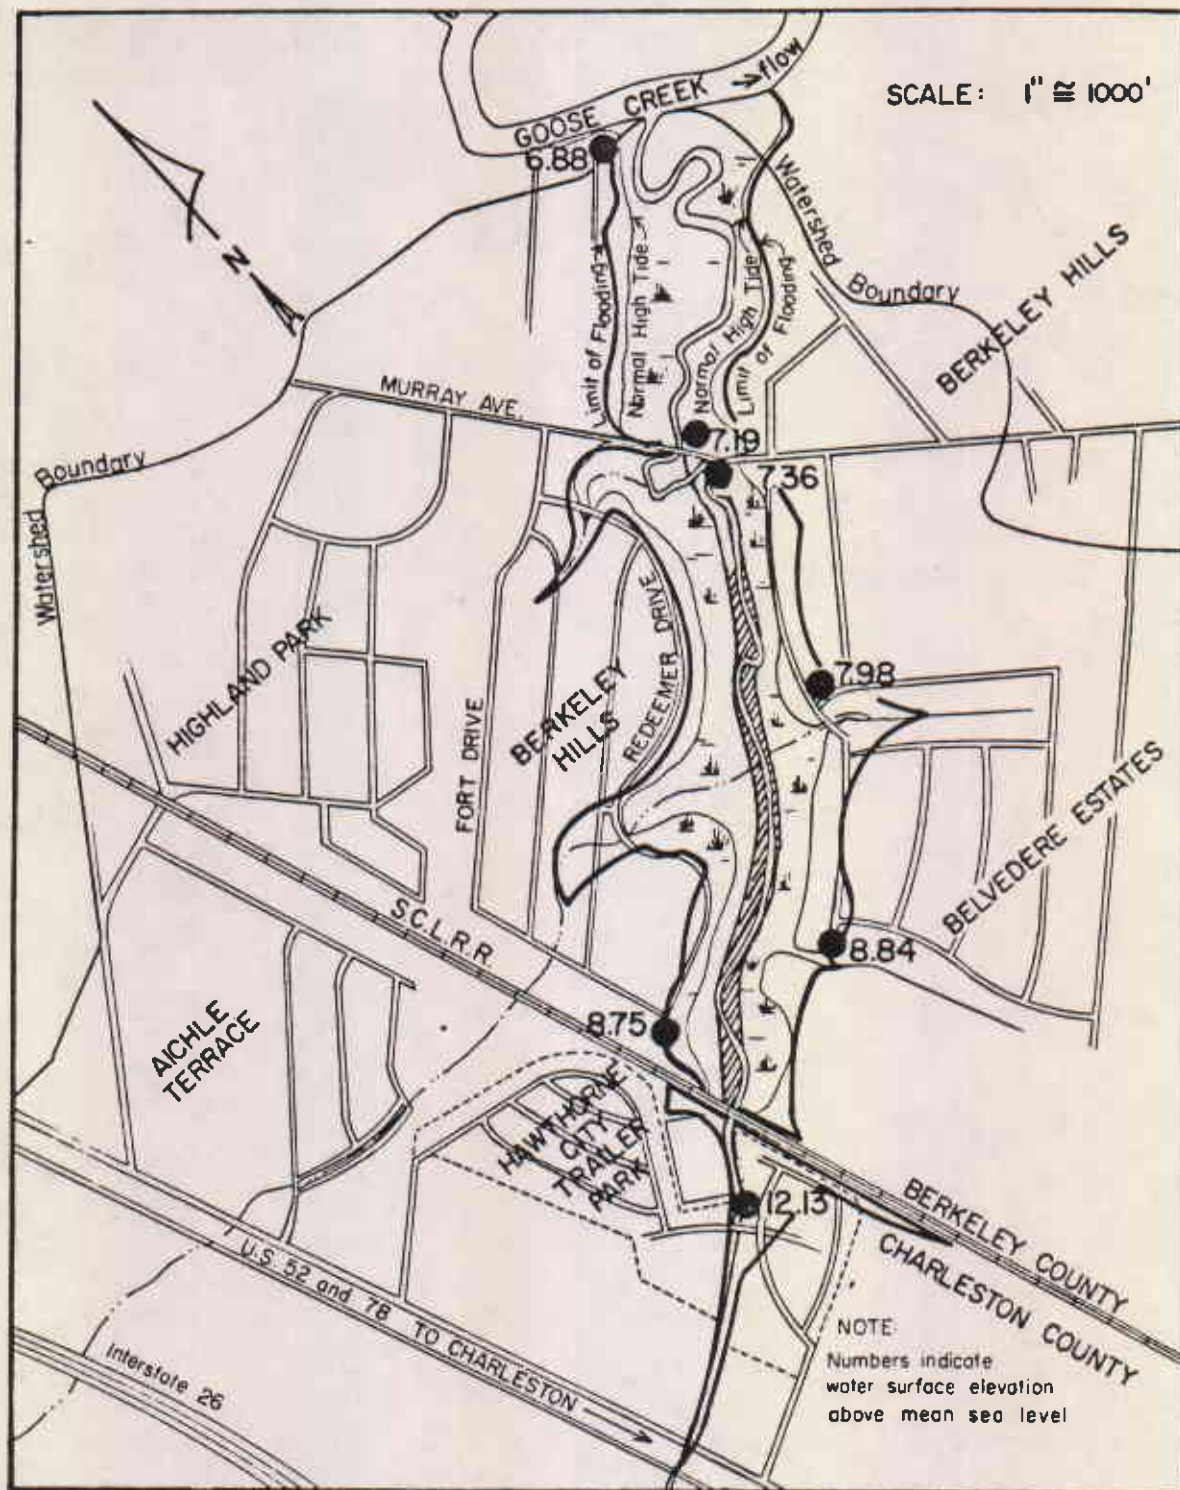 SCALE: 1" ≅ 1000'
GOOSE CREEK
flow
6.88
Watershed
Boundary
BERKELEY HILLS
N
Limit of Flooding
Normal High Tide
Normal High Tide
Limit of Flooding
MURRAY AVE.
7.19
7.36
Watershed
Boundary
HIGHLAND PARK
FORT DRIVE
BERKELEY
HILLS
REDEEMER DRIVE
7.98
BELVEDERE ESTATES
S.C.L.R.R.
8.84
8.75
AICHLE
TERRACE
HAWTHORNE
CITY
TRAILER
PARK
12.13
BERKELEY COUNTY
CHARLESTON COUNTY
U.S. 52 and 78 TO CHARLESTON
Interstate 26
NOTE:
Numbers indicate
water surface elevation
above mean sea level